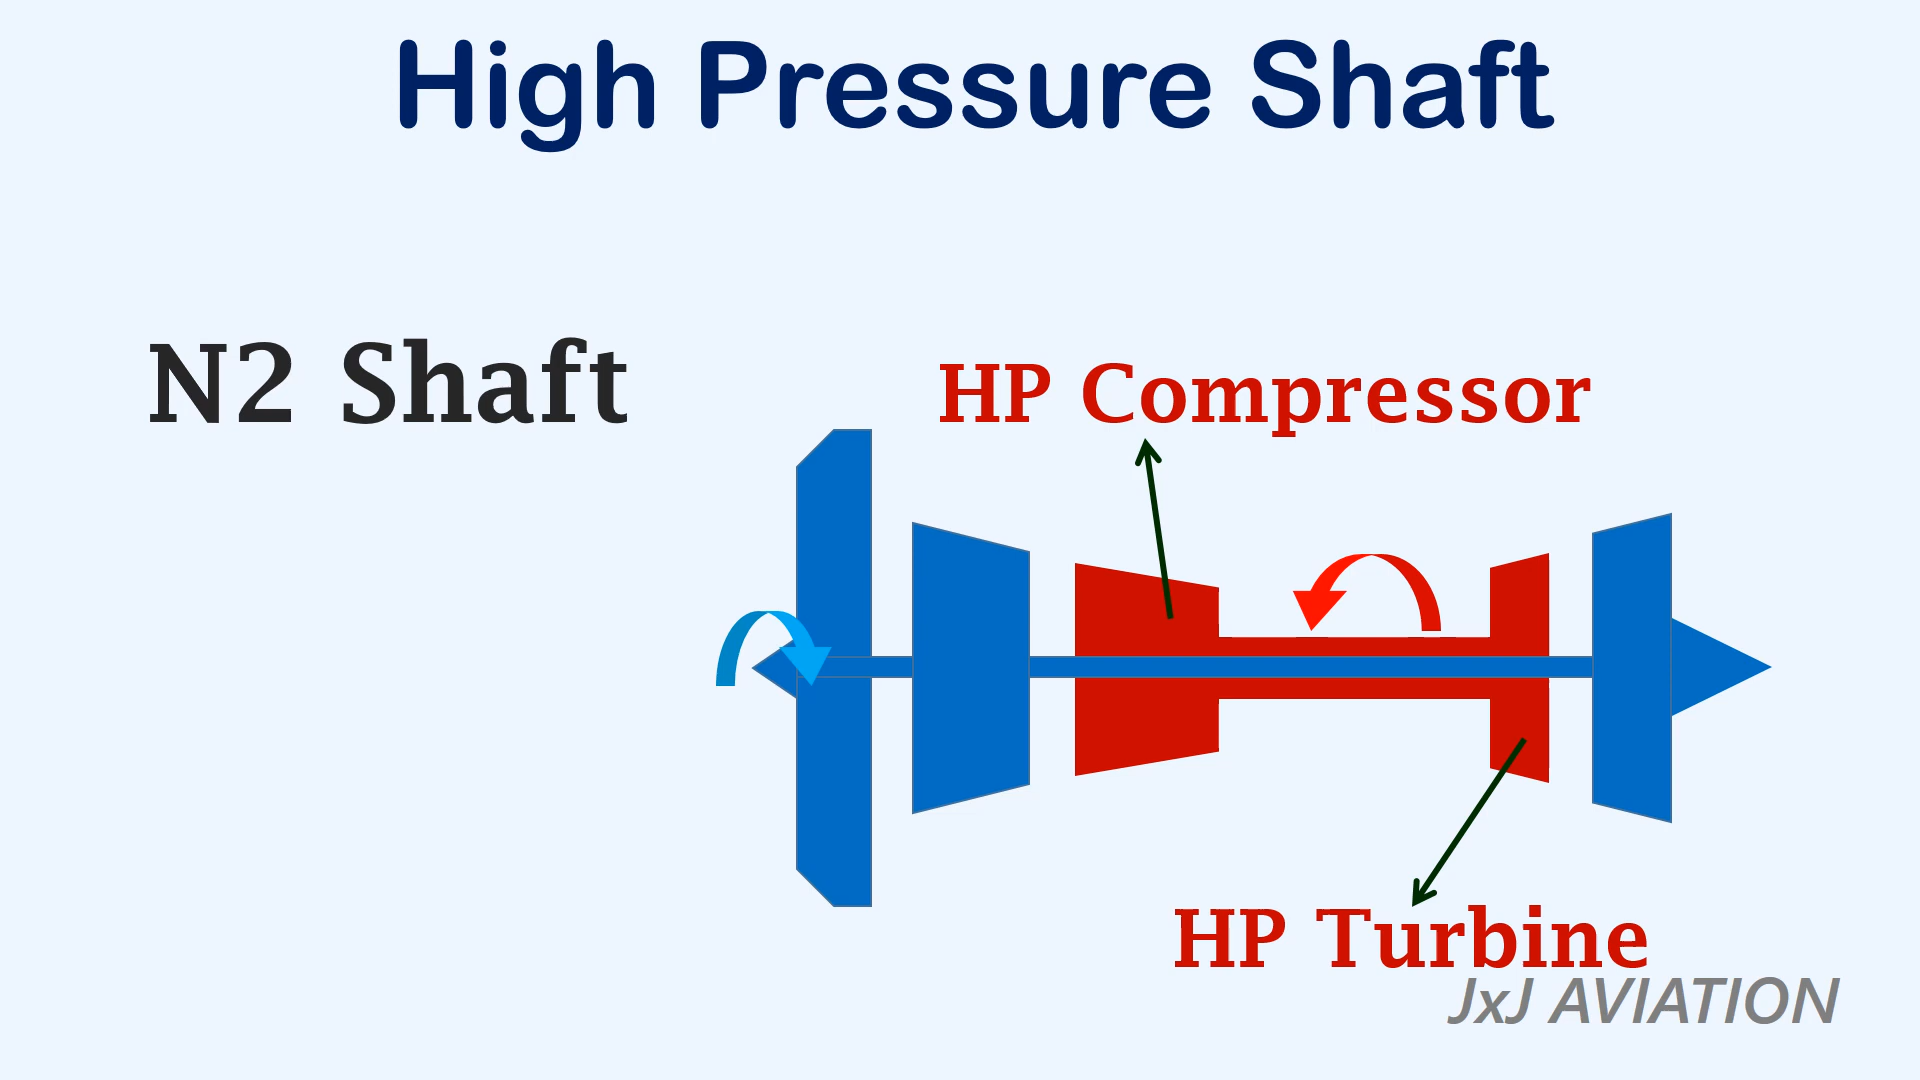 High Pressure Shaft
N2 Shaft
HP Compressor
HP Turbine
JxJ AVIATION